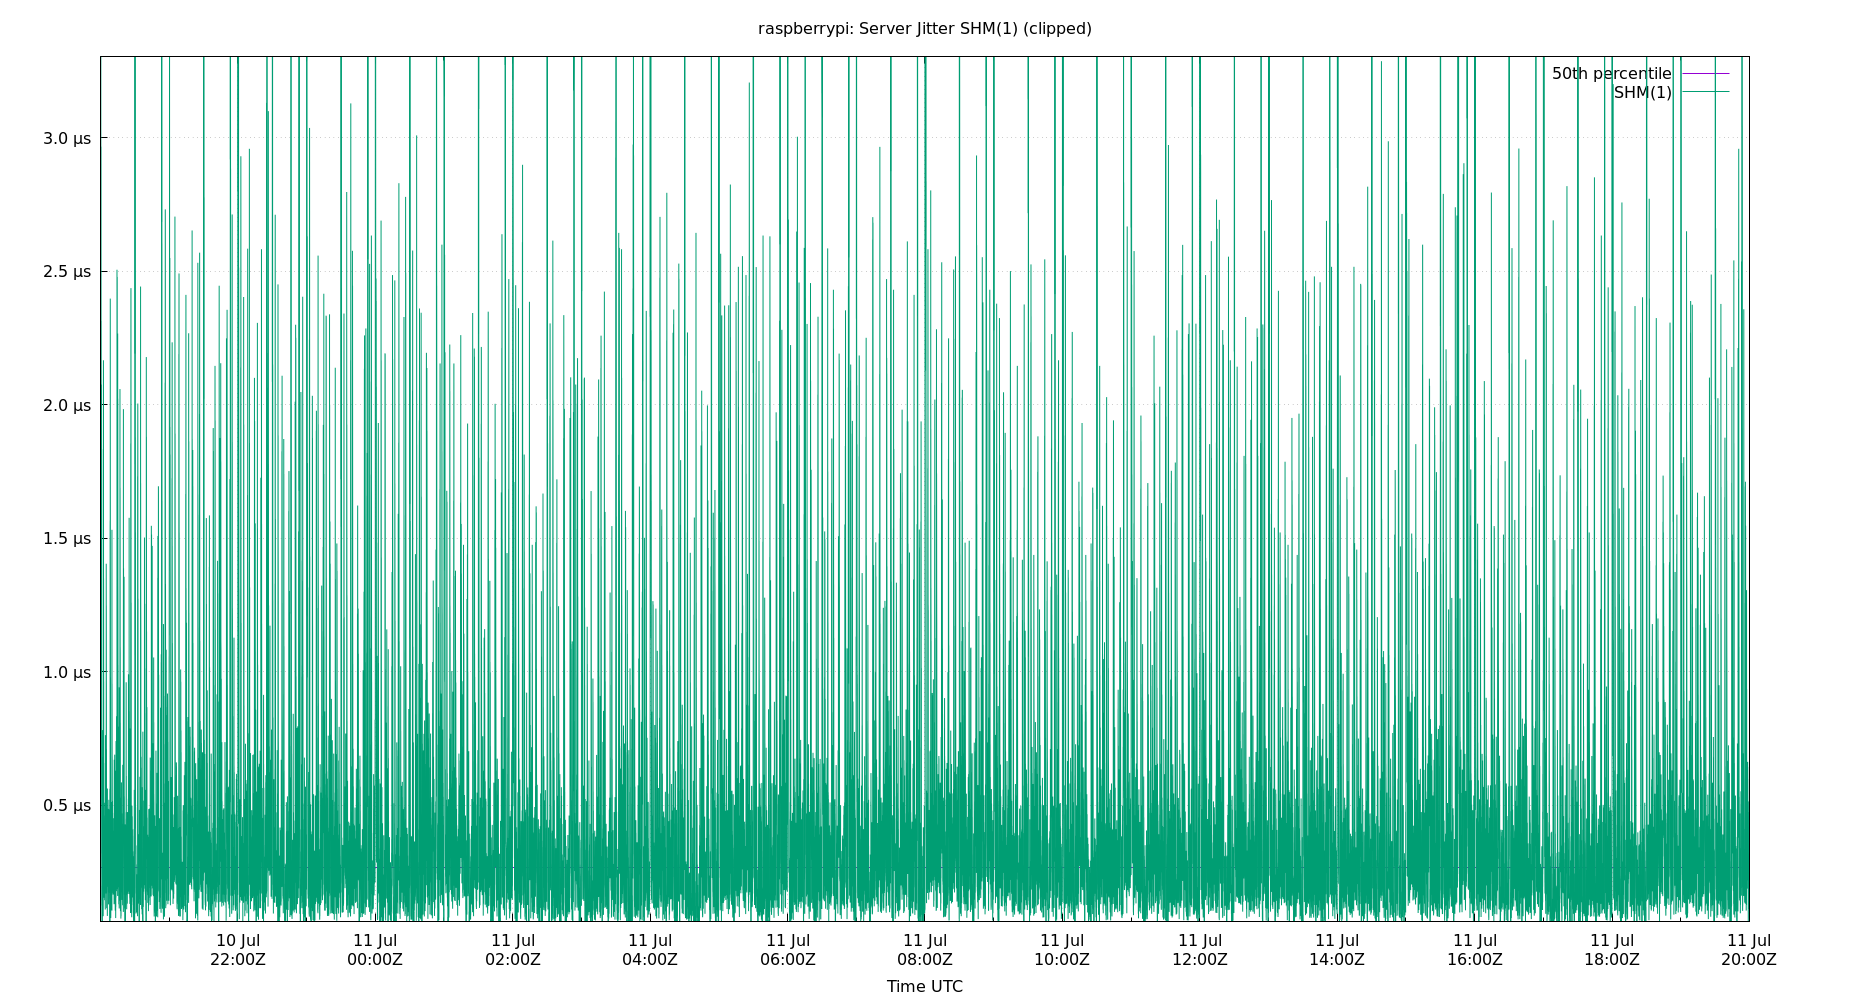 raspberrypi: Server Jitter SHM(1) (clipped)
50th percentile
SHM(1)
3.0 µs
2.5 µs
2.0 µs
1.5 µs
1.0 µs
0.5 µs
10 Jul 11 Jul 11 Jul 11 Jul 11 Jul 11 Jul 11 Jul 11 Jul 11 Jul 11 Jul 11 Jul 11 Jul
22:00Z 00:00Z 02:00Z 04:00Z 06:00Z 08:00Z 10:00Z 12:00Z 14:00Z 16:00Z 18:00Z 20:00Z
Time UTC